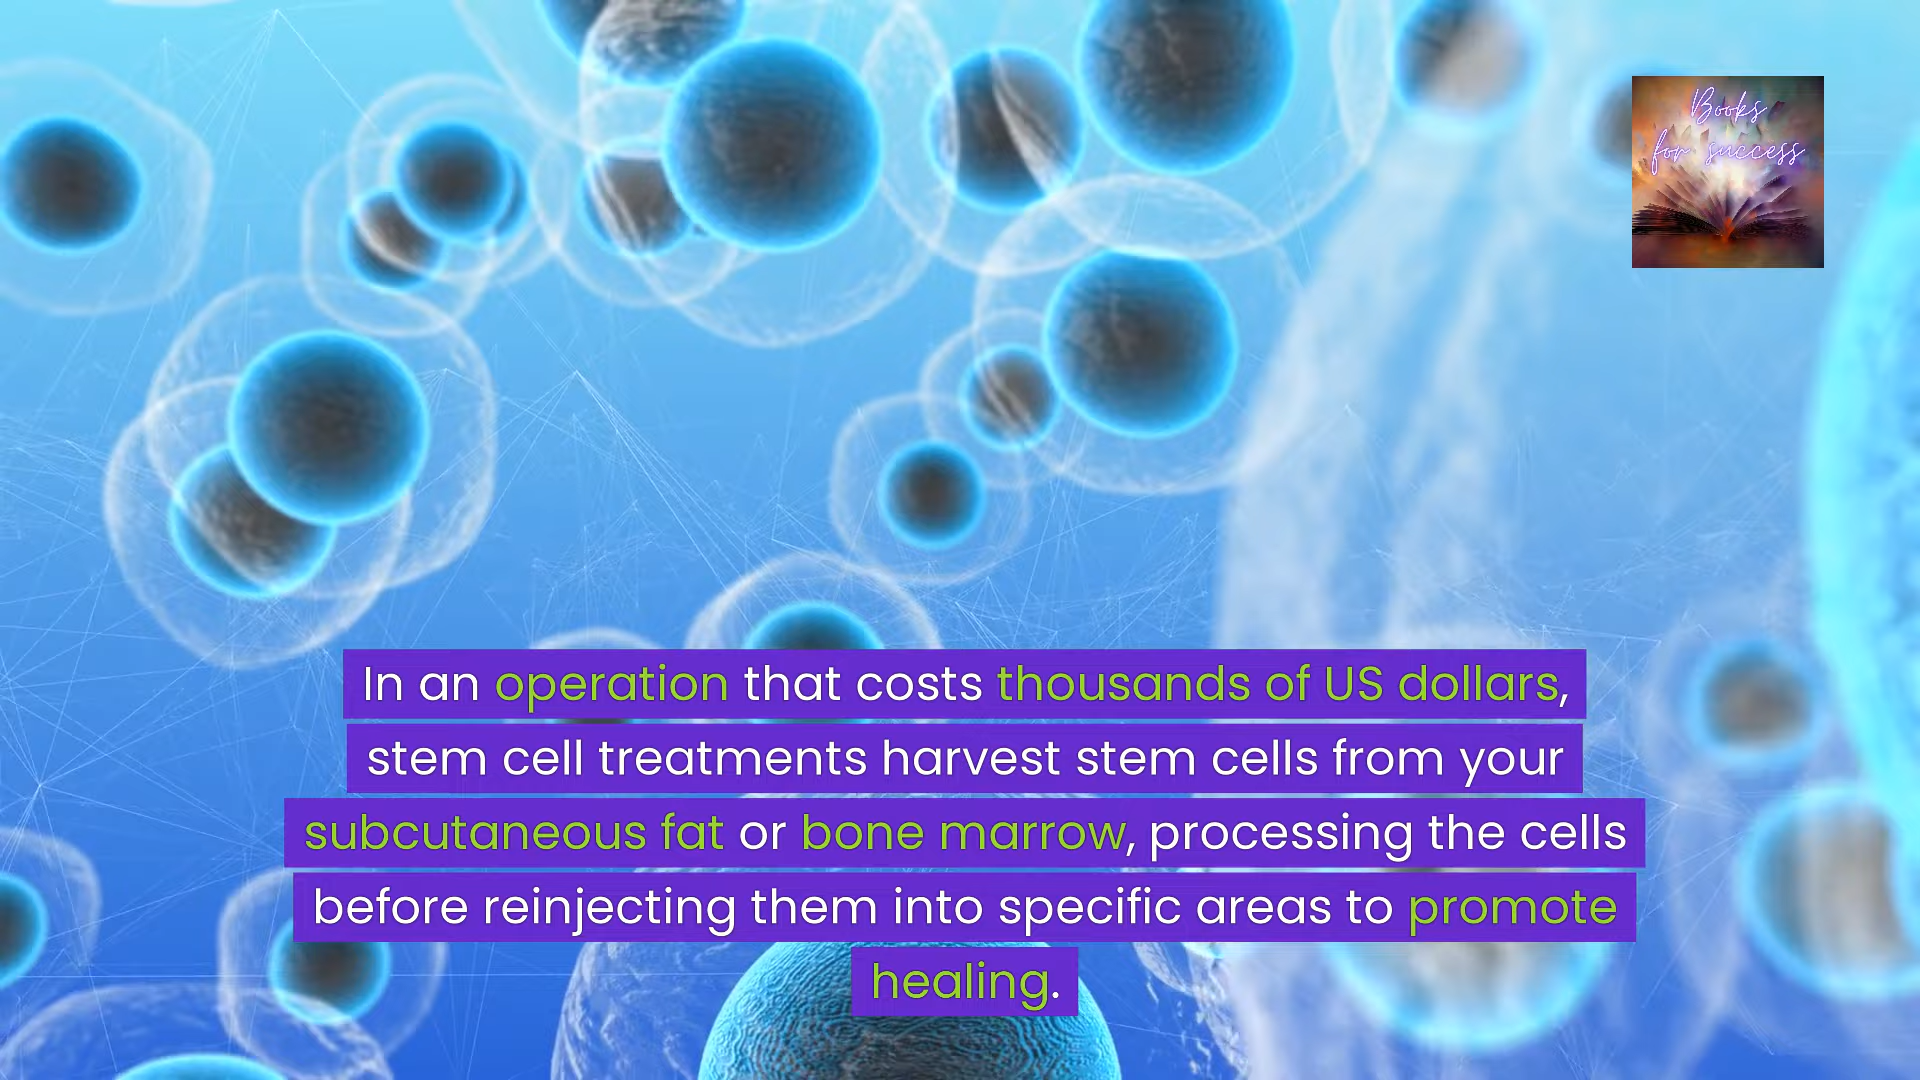 Books
for success
In an operation that costs thousands of US dollars,
stem cell treatments harvest stem cells from your
subcutaneous fat or bone marrow, processing the cells
before reinjecting them into specific areas to promote
healing.